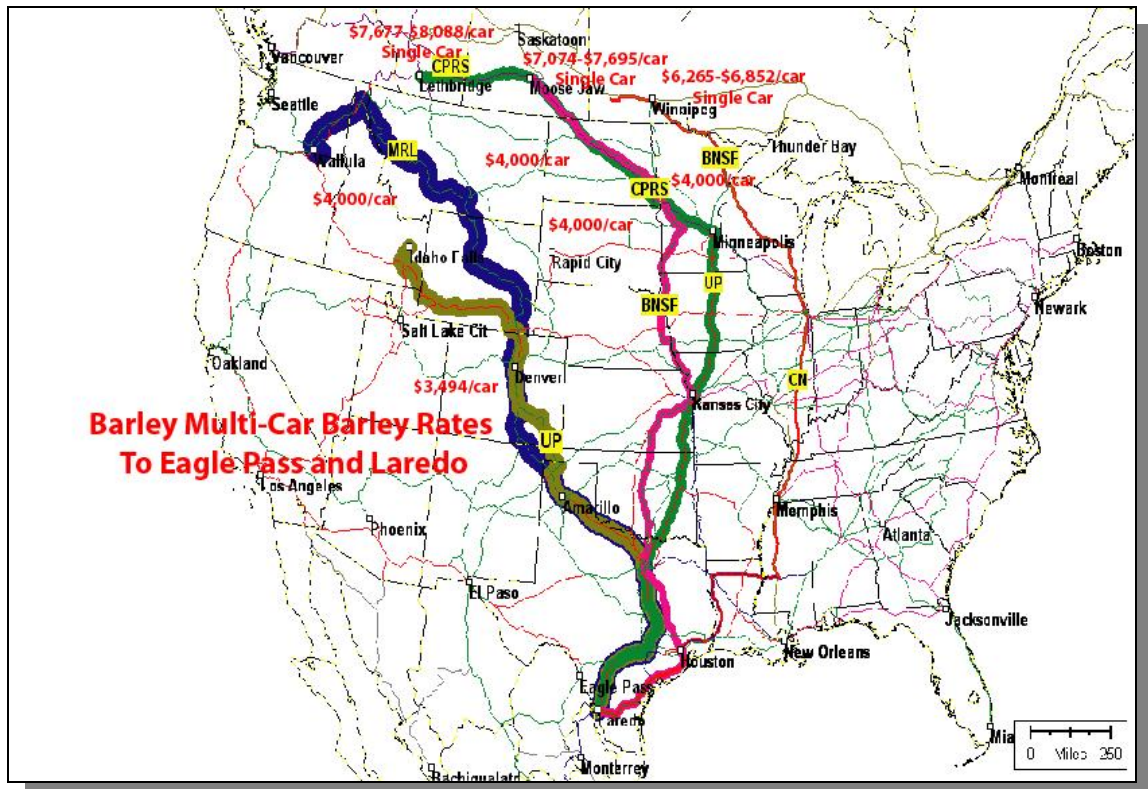 $7,677-$8,088/car
Single Car
Saskatoon
Vancouver
CPRS
$7,074-$7,695/car
Single Car
$6,265-$6,852/car
Single Car
Lethbridge
Moose Jaw
Winnipeg
Seattle
Thunder Bay
MRL
Wallula
$4,000/car
BNSF
Montreal
$4,000/car
CPRS
$4,000/car
$4,000/car
Minneapolis
Boston
Idaho Falls
Rapid City
UP
BNSF
Newark
Salt Lake Cit
Oakland
Denver
CN
$3,494/car
Kansas City
Barley Multi-Car Barley Rates
To Eagle Pass and Laredo
UP
Los Angeles
Amarillo
Memphis
Phoenix
Atlanta
El Paso
Jacksonville
New Orleans
Houston
Eagle Pass
Laredo
Mia
0 Miles 250
Monterrey